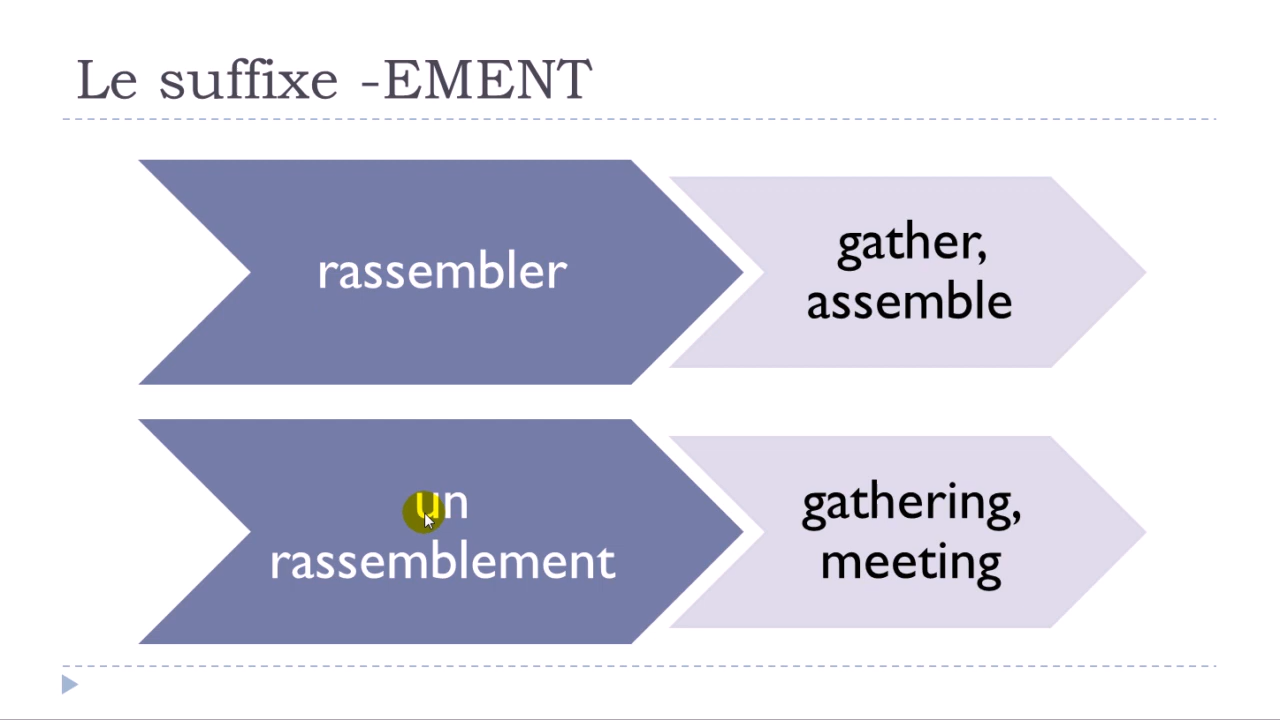 Le suffixe -EMENT
rassembler
gather,
assemble
un
rassemblement
gathering,
meeting